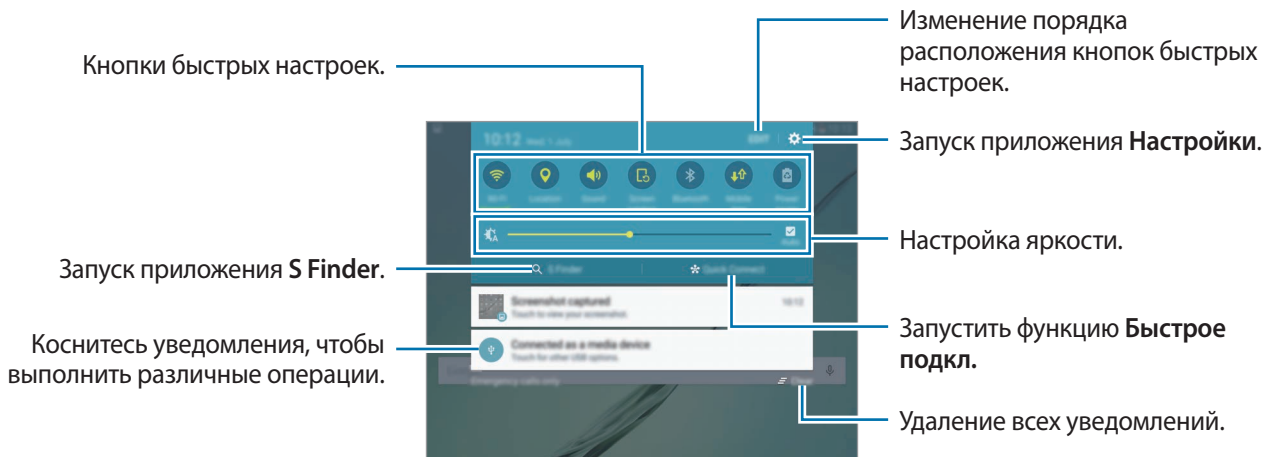 Изменение порядка
расположения кнопок быстрых
настроек.
Кнопки быстрых настроек.
Запуск приложения Настройки.
10:12 WED, 1 JULY
EDIT
Wi-Fi Location Sound Screen Bluetooth Mobile Power
Auto
Настройка яркости.
Запуск приложения S Finder.
S Finder
Quick Connect
Screenshot captured 10:12
Touch to view your screenshot.
Запустить функцию Быстрое
подкл.
Коснитесь уведомления, чтобы
выполнить различные операции.
Connected as a media device
Touch for other USB options.
Emergency calls only
Clear
Удаление всех уведомлений.